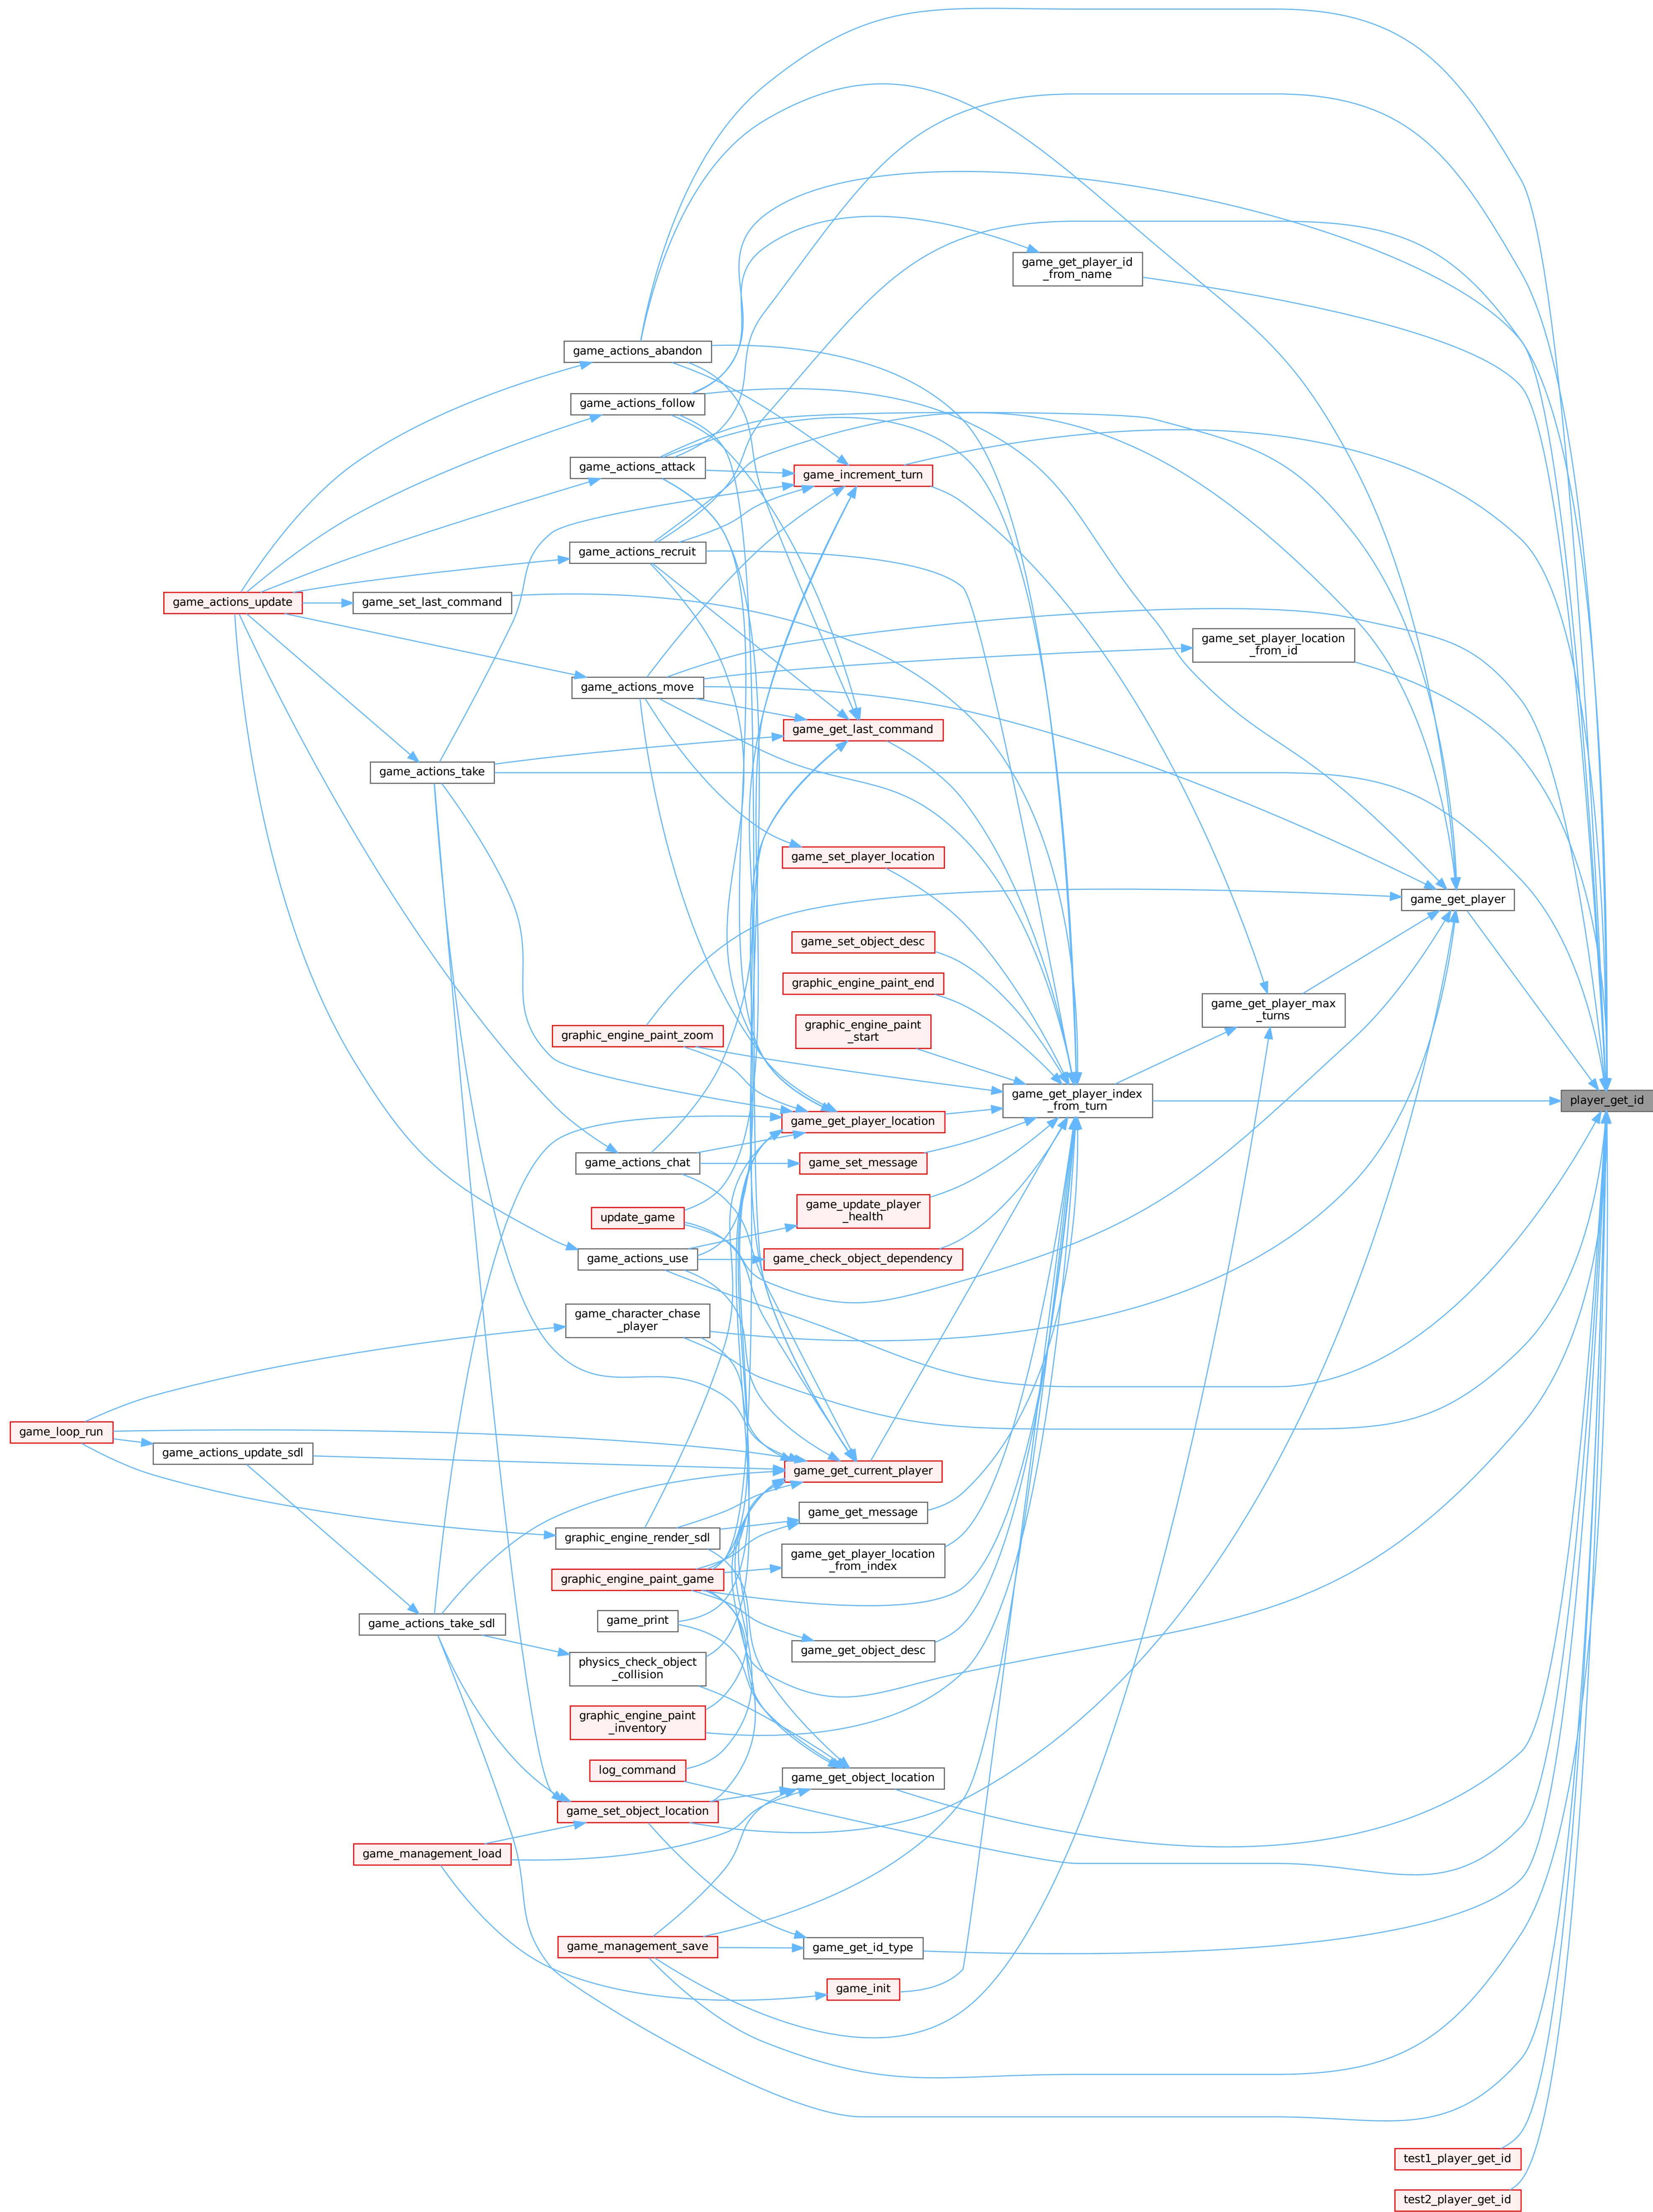 game_get_player_id
_from_name
game_actions_abandon
game_actions_follow
game_actions_attack
game_increment_turn
game_actions_recruit
game_actions_update
game_set_last_command
game_set_player_location
_from_id
game_actions_move
game_get_last_command
game_actions_take
game_set_player_location
game_get_player
game_set_object_desc
graphic_engine_paint_end
game_get_player_max
_turns
graphic_engine_paint
_start
graphic_engine_paint_zoom
game_get_player_index
_from_turn
player_get_id
game_get_player_location
game_actions_chat
game_set_message
game_update_player
_health
update_game
game_actions_use
game_check_object_dependency
game_character_chase
_player
game_loop_run
game_actions_update_sdl
game_get_current_player
game_get_message
graphic_engine_render_sdl
game_get_player_location
_from_index
graphic_engine_paint_game
game_print
game_actions_take_sdl
game_get_object_desc
physics_check_object
_collision
graphic_engine_paint
_inventory
log_command
game_get_object_location
game_set_object_location
game_management_load
game_management_save
game_get_id_type
game_init
test1_player_get_id
test2_player_get_id